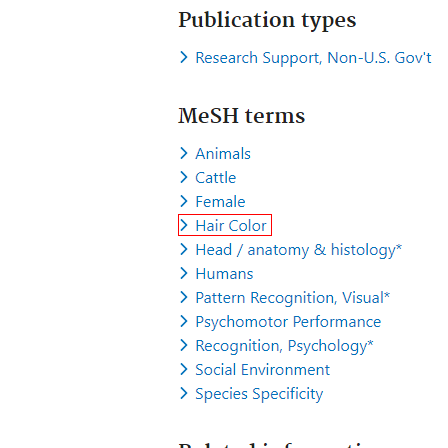 Publication types
Research Support, Non-U.S. Gov't
MeSH terms
Animals
Cattle
Female
Hair Color
Head / anatomy & histology*
Humans
Pattern Recognition, Visual*
Psychomotor Performance
Recognition, Psychology*
Social Environment
Species Specificity